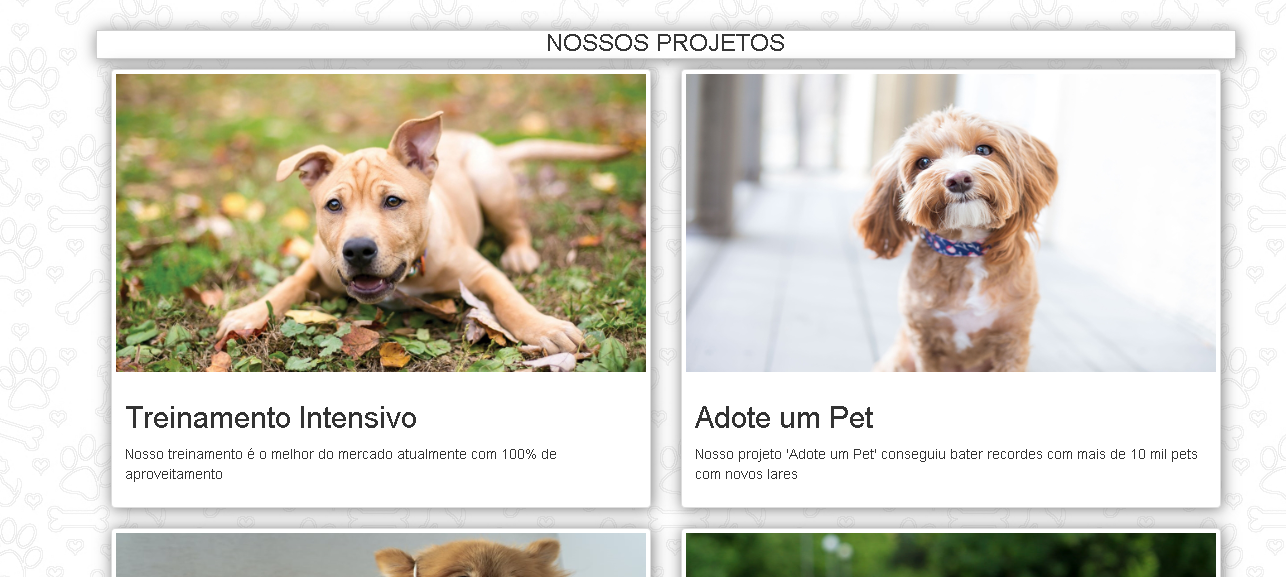 NOSSOS PROJETOS
Treinamento Intensivo
Nosso treinamento é o melhor do mercado atualmente com 100% de
aproveitamento
Adote um Pet
Nosso projeto 'Adote um Pet' conseguiu bater recordes com mais de 10 mil pets
com novos lares